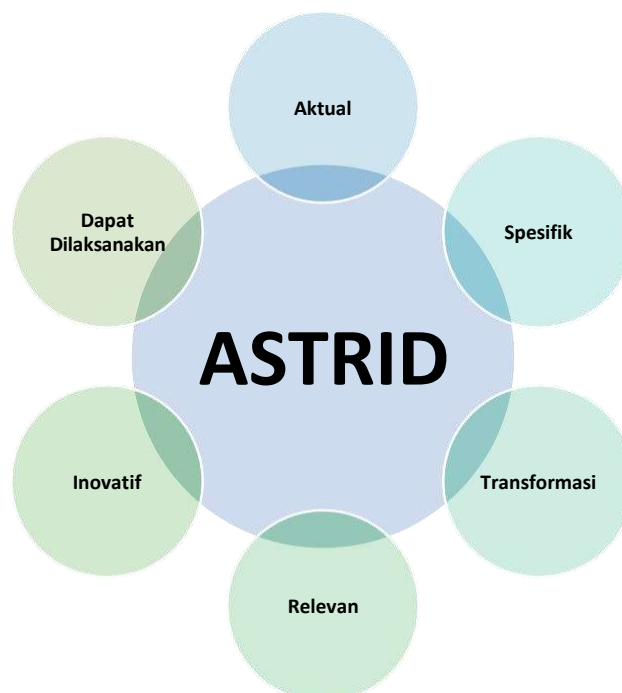 Aktual
Dapat
Dilaksanakan
Spesifik
ASTRID
Inovatif
Transformasi
Relevan